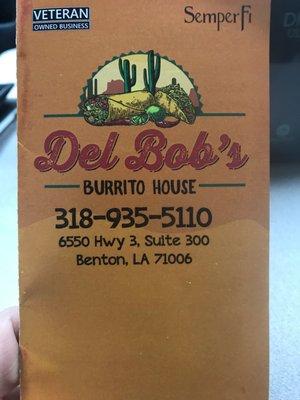 VETERAN
OWNED BUSINESS
SemperFi
Del Bob's
BURRITO HOUSE
318-935-5110
6550 Hwy 3, Suite 300
Benton, LA 71006